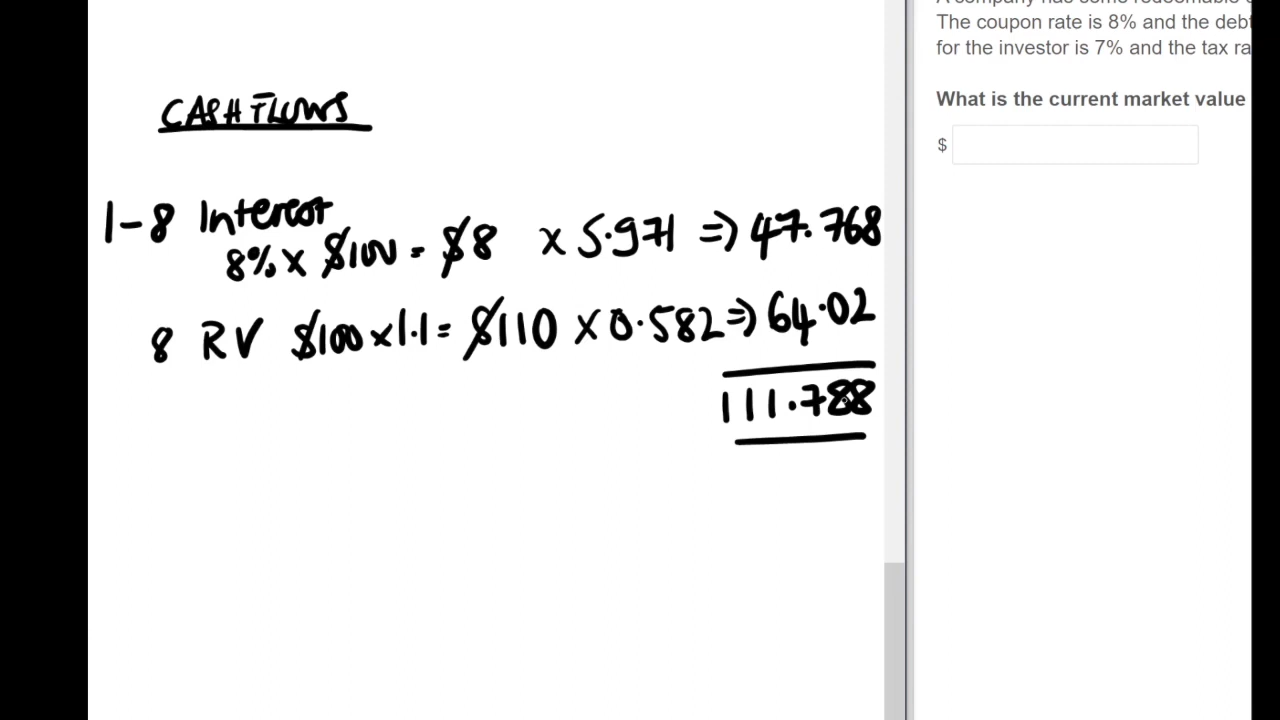 CASH FLOWS
1-8 Interest
8% x $100 = $8 x 5.971 => 47.768
8 RV $100 x 1.1 = $110 x 0.582 => 64.02
111.788
The coupon rate is 8% and the debt
for the investor is 7% and the tax ra
What is the current market value
$